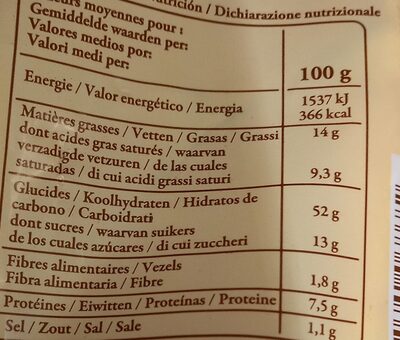 nutrición / Dichiarazione nutrizionale
moyennes pour :
Gemiddelde waarden per:
Valores medios por:
Valori medi per:
100 g
Energie / Valor energético / Energia
1537 kJ
366 kcal
Matières grasses / Vetten / Grasas / Grassi
14 g
dont acides gras saturés / waarvan
verzadigde vetzuren / de las cuales
saturadas / di cui acidi grassi saturi
9,3 g
Glucides / Koolhydraten / Hidratos de
carbono / Carboidrati
52 g
dont sucres / waarvan suikers
de los cuales azúcares / di cui zuccheri
13 g
Fibres alimentaires / Vezels
Fibra alimentaria / Fibre
1,8 g
Protéines / Eiwitten / Proteínas / Proteine
7,5 g
Sel / Zout / Sal / Sale
1,1 g